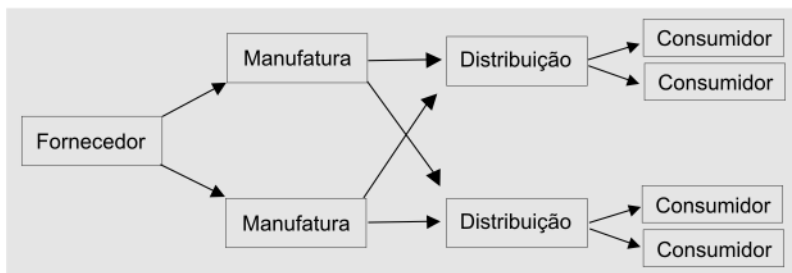 Fornecedor
Manufatura
Manufatura
Distribuição
Distribuição
Consumidor
Consumidor
Consumidor
Consumidor